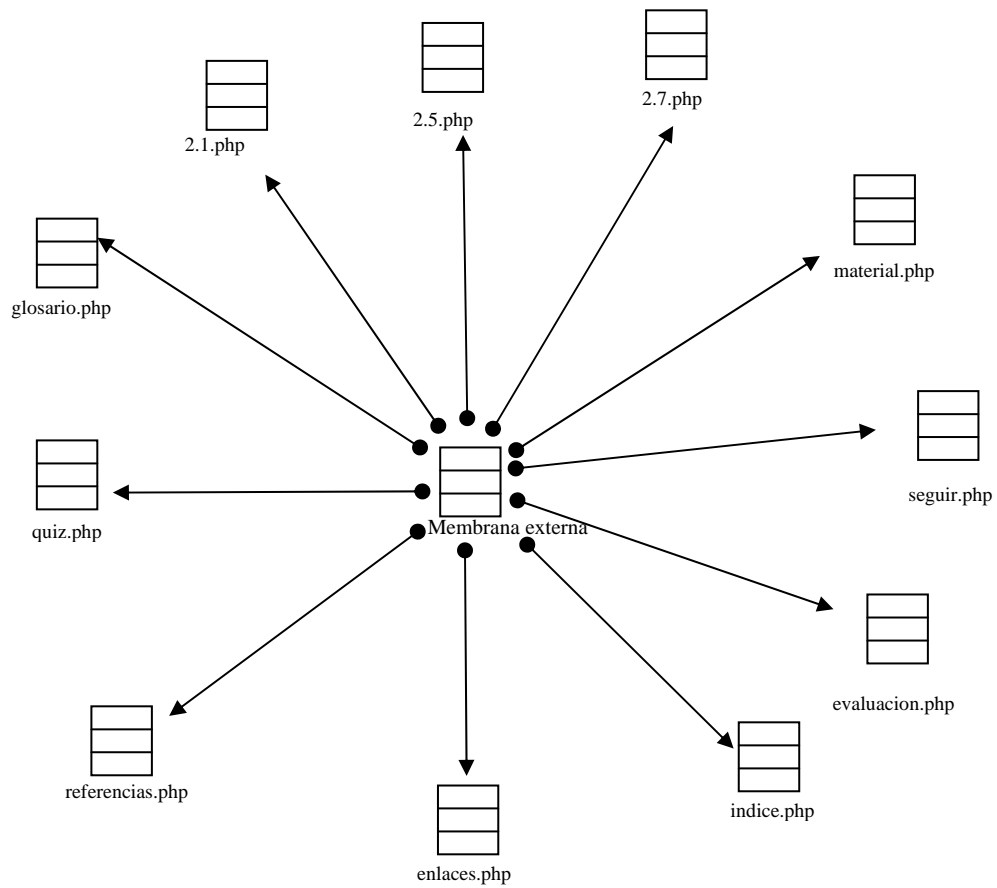 2.7.php
2.5.php
2.1.php
material.php
glosario.php
seguir.php
Membrana externa
quiz.php
evaluacion.php
referencias.php
indice.php
enlaces.php